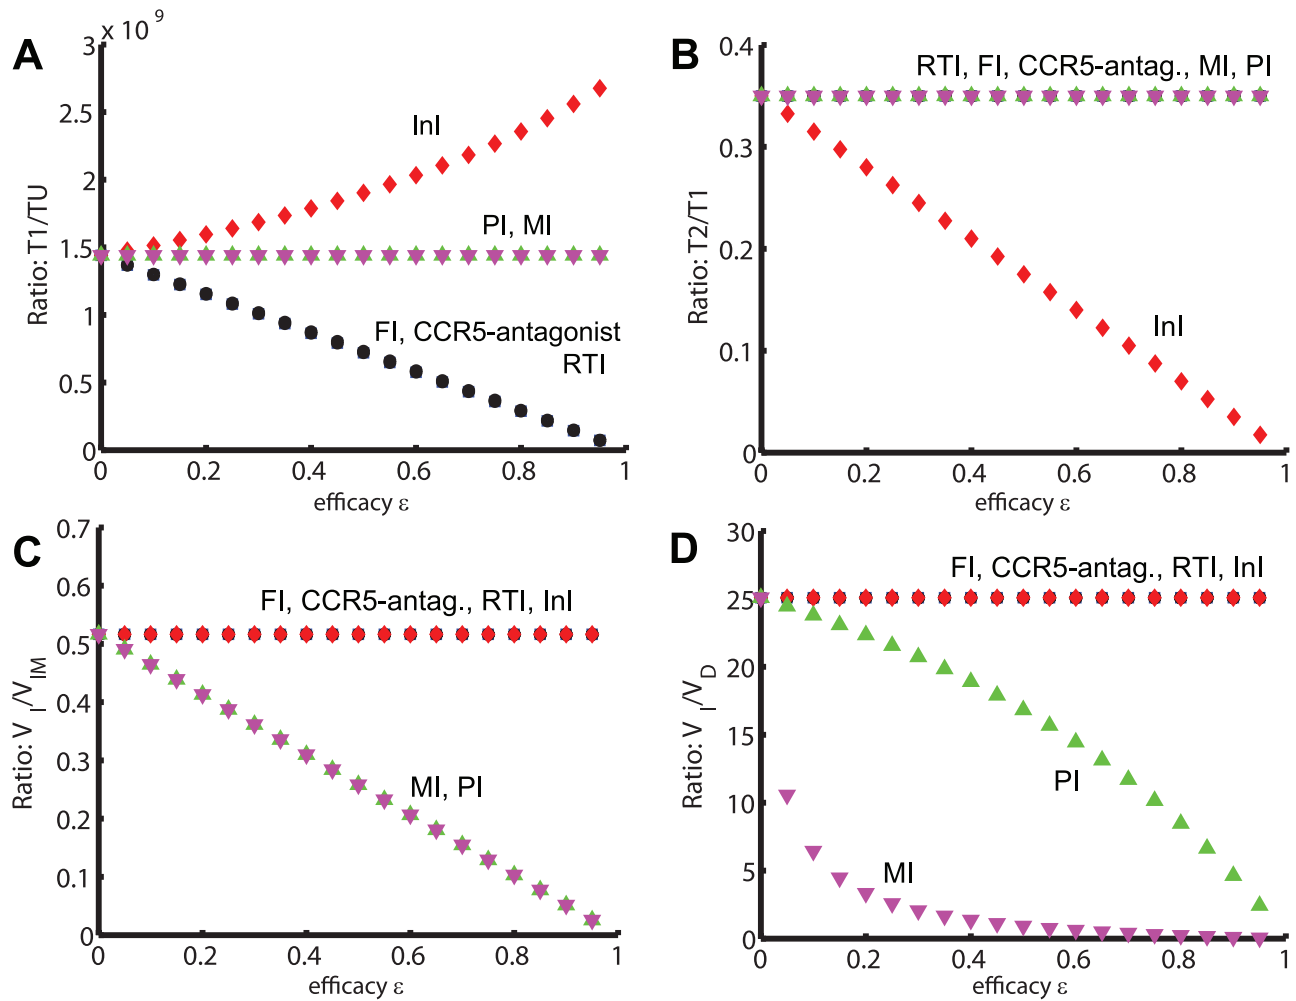 A
x 10 9
3
2.5
2
1.5
1
0.5
0
0
0.2
0.4
0.6
0.8
1
Ratio: T1/TU
efficacy ε
InI
PI, MI
FI, CCR5-antagonist
RTI
B
0.4
0.3
0.2
0.1
0
0
0.2
0.4
0.6
0.8
1
Ratio: T2/T1
efficacy ε
RTI, FI, CCR5-antag., MI, PI
InI
C
0.7
0.6
0.5
0.4
0.3
0.2
0.1
0
0
0.2
0.4
0.6
0.8
1
Ratio: V I/VIM
efficacy ε
FI, CCR5-antag., RTI, InI
MI, PI
D
30
25
20
15
10
5
0
0
0.2
0.4
0.6
0.8
1
Ratio: V I/VD
efficacy ε
FI, CCR5-antag., RTI, InI
PI
MI